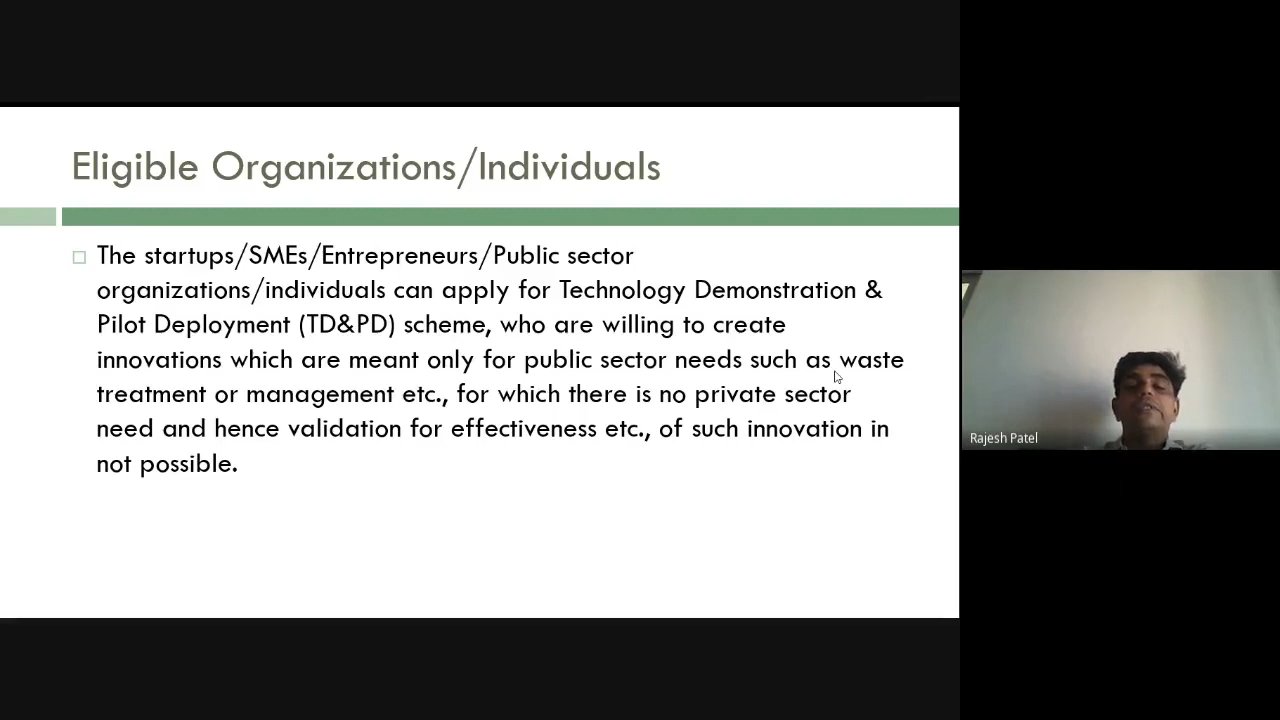 Eligible Organizations/Individuals
The startups/SMEs/Entrepreneurs/Public sector
organizations/individuals can apply for Technology Demonstration &
Pilot Deployment (TD&PD) scheme, who are willing to create
innovations which are meant only for public sector needs such as waste
treatment or management etc., for which there is no private sector
need and hence validation for effectiveness etc., of such innovation in
not possible.
Rajesh Patel